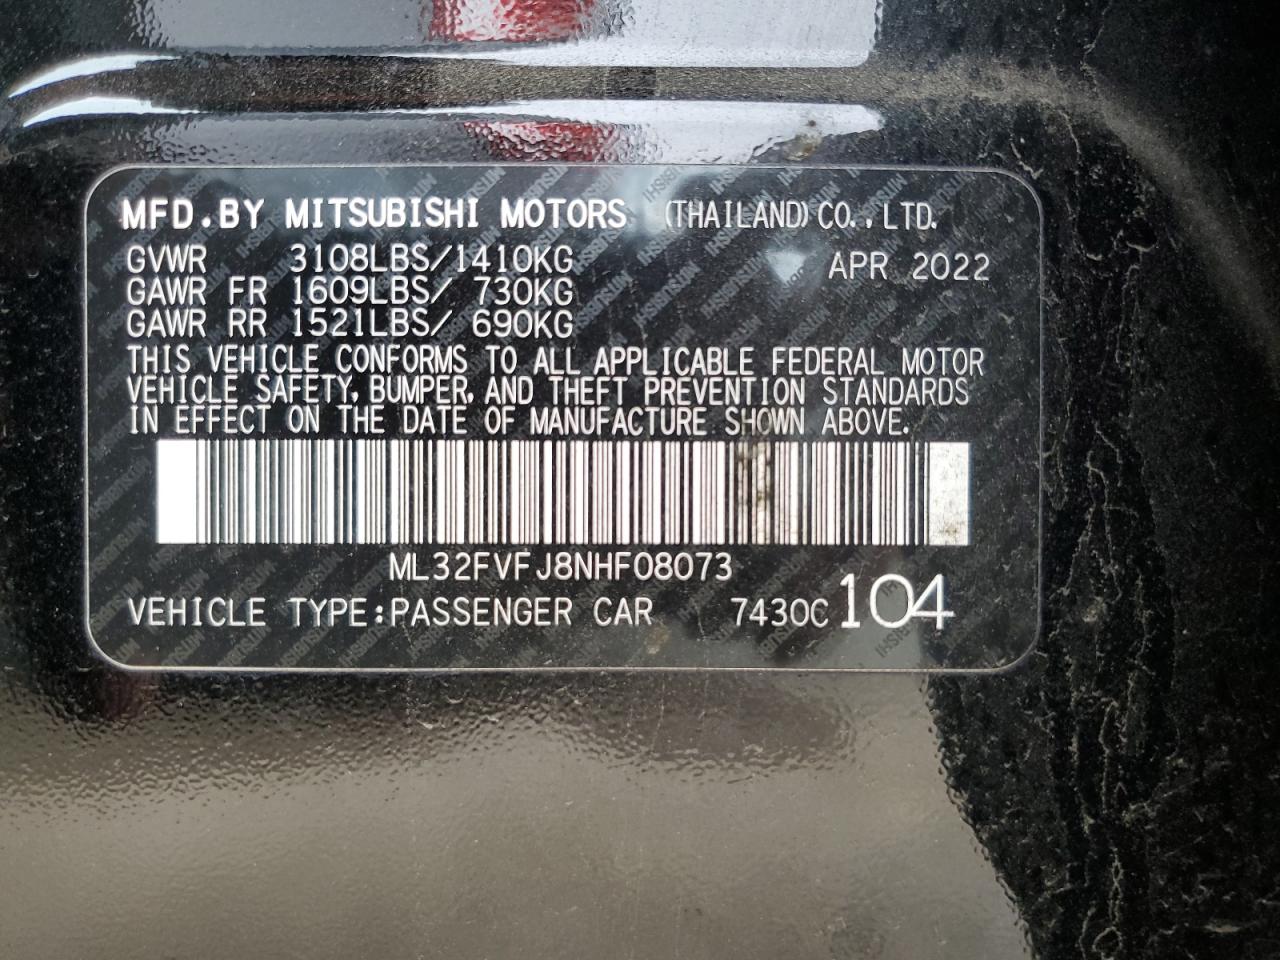 MFD.BY MITSUBISHI MOTORS (THAILAND)CO.,LTD.
GVWR 3108LBS/1410KG APR 2022
GAWR FR 1609LBS/ 730KG
GAWR RR 1521LBS/ 690KG
THIS VEHICLE CONFORMS TO ALL APPLICABLE FEDERAL MOTOR
VEHICLE SAFETY, BUMPER, AND THEFT PREVENTION STANDARDS
IN EFFECT ON THE DATE OF MANUFACTURE SHOWN ABOVE.
ML32FVFJ8NHF08073
VEHICLE TYPE:PASSENGER CAR 7430C 104